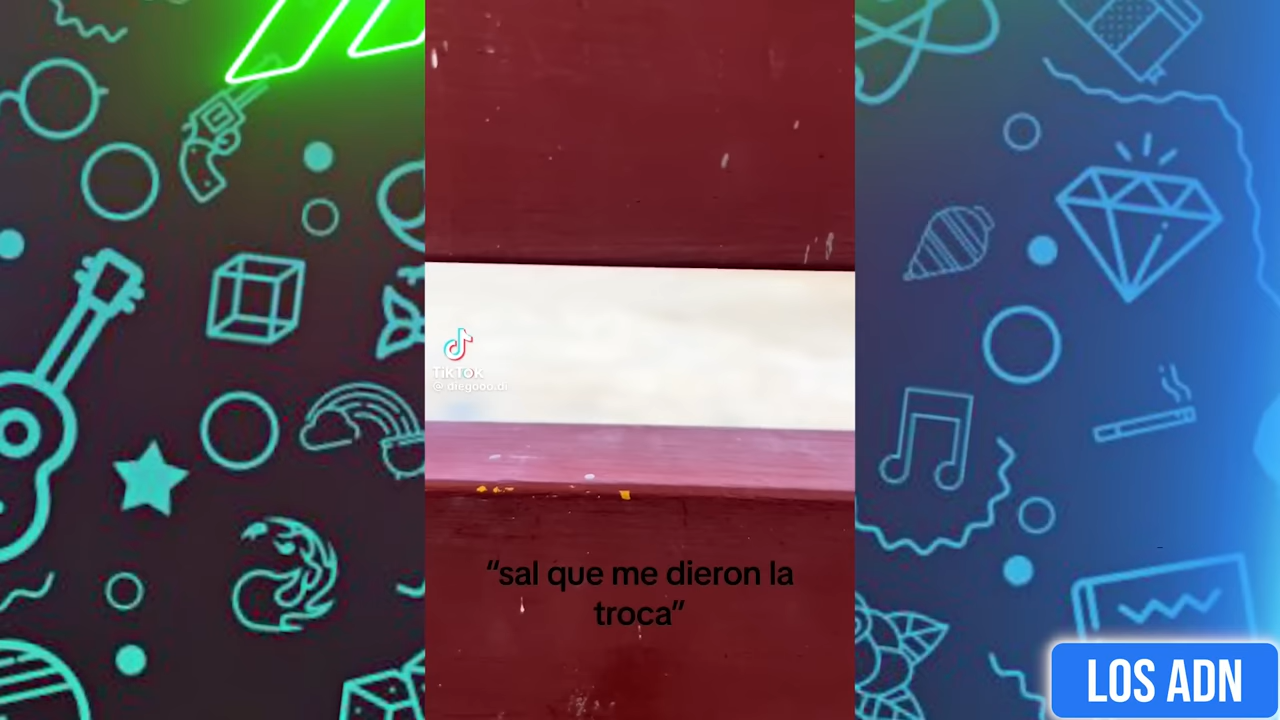 TikTok
“sal que me dieron la
troca”
LOS ADN